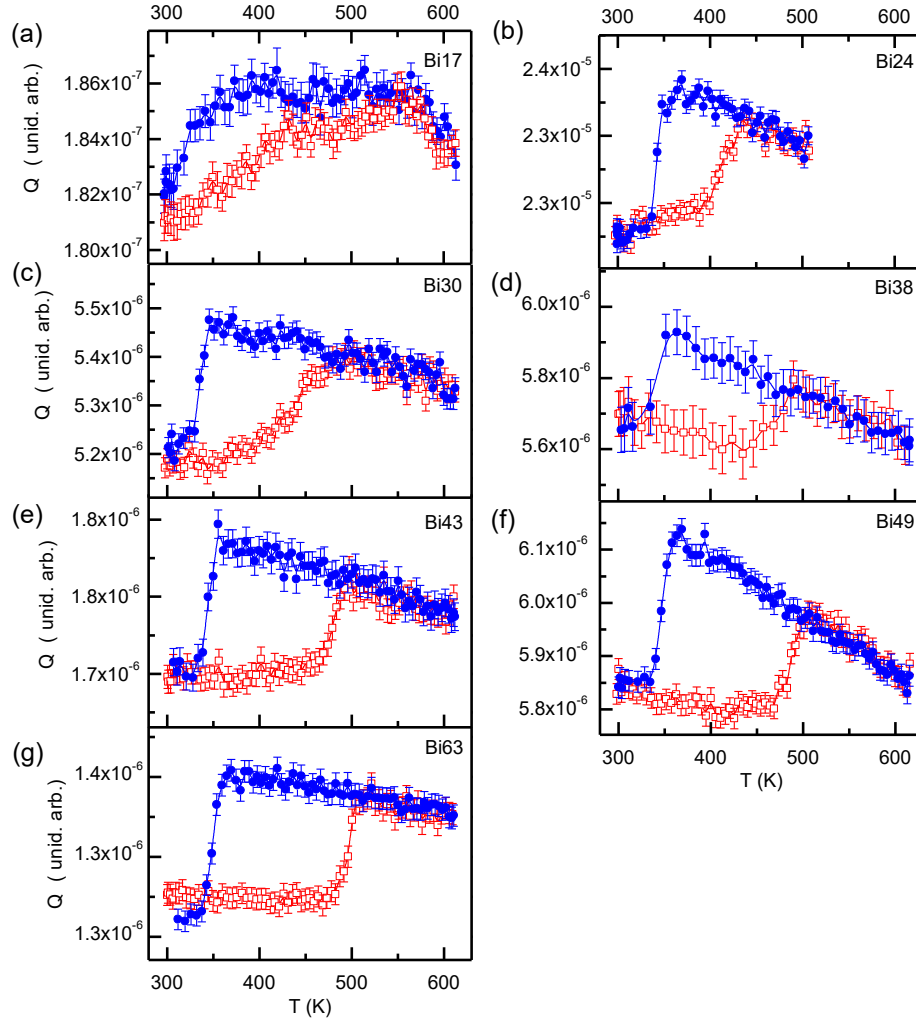 300 400 500 600
300 400 500 600
(a)
Bi17
1.86x10⁻⁷
1.84x10⁻⁷
1.82x10⁻⁷
1.80x10⁻⁷
Q ( unid. arb.)
(b)
Bi24
2.4x10⁻⁵
2.3x10⁻⁵
2.3x10⁻⁵
(c)
Bi30
5.5x10⁻⁶
5.4x10⁻⁶
5.3x10⁻⁶
5.2x10⁻⁶
Q ( unid. arb.)
(d)
Bi38
6.0x10⁻⁶
5.8x10⁻⁶
5.6x10⁻⁶
(e)
Bi43
1.8x10⁻⁶
1.8x10⁻⁶
1.7x10⁻⁶
Q ( unid. arb.)
(f)
Bi49
6.1x10⁻⁶
6.0x10⁻⁶
5.8x10⁻⁶
5.8x10⁻⁶
300 400 500 600
T (K)
(g)
Bi63
1.4x10⁻⁶
1.3x10⁻⁶
1.3x10⁻⁶
Q ( unid. arb.)
300 400 500 600
T (K)